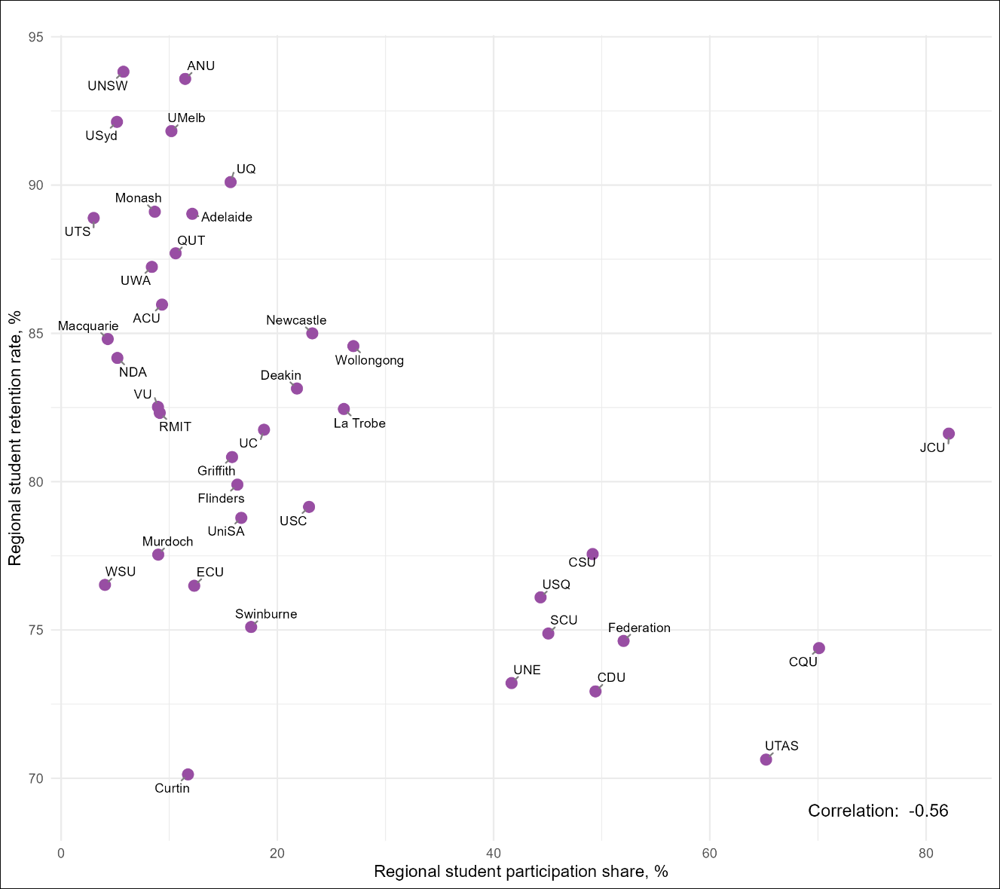 95
ANU
UNSW
UMelb
USyd
UQ
90
Monash
Adelaide
UTS
QUT
UWA
ACU
Newcastle
Macquarie
85
Wollongong
NDA
Deakin
VU
La Trobe
RMIT
UC
JCU
Griffith
80
Flinders
USC
UniSA
Murdoch
CSU
WSU
ECU
USQ
Swinburne
SCU
Federation
75
CQU
UNE
CDU
UTAS
70
Curtin
Correlation: -0.56
0 20 40 60 80
Regional student participation share, %
Regional student retention rate, %